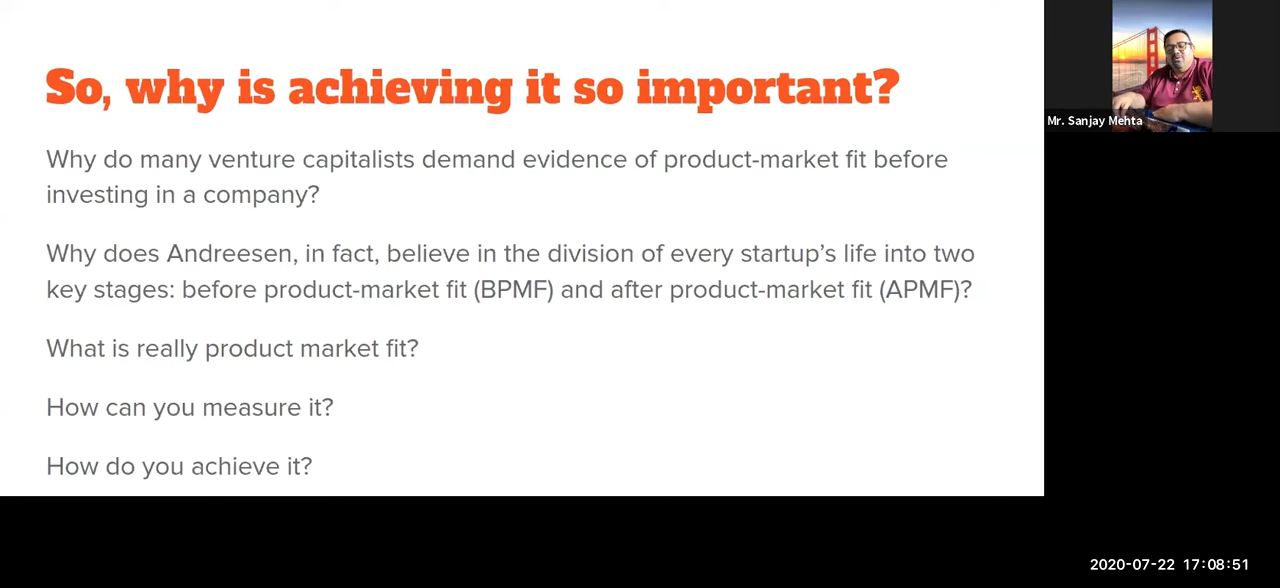 So, why is achieving it so important?
Why do many venture capitalists demand evidence of product-market fit before
investing in a company?
Why does Andreesen, in fact, believe in the division of every startup’s life into two
key stages: before product-market fit (BPMF) and after product-market fit (APMF)?
What is really product market fit?
How can you measure it?
How do you achieve it?
Mr. Sanjay Mehta
2020-07-22 17:08:51